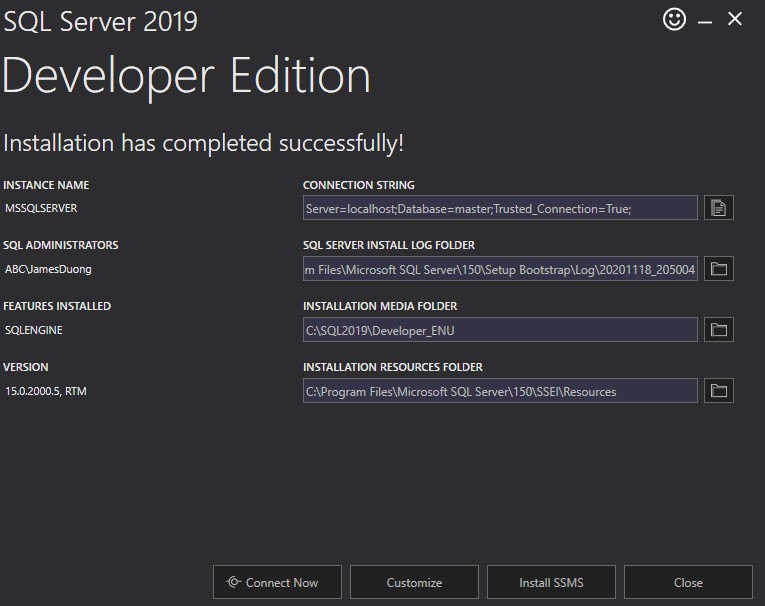 SQL Server 2019
Developer Edition
Installation has completed successfully!
INSTANCE NAME
MSSQLSERVER
CONNECTION STRING
Server=localhost;Database=master;Trusted_Connection=True;
SQL ADMINISTRATORS
ABC\JamesDuong
SQL SERVER INSTALL LOG FOLDER
m Files\Microsoft SQL Server\150\Setup Bootstrap\Log\20201118_205004
FEATURES INSTALLED
SQLENGINE
INSTALLATION MEDIA FOLDER
C:\SQL2019\Developer_ENU
VERSION
15.0.2000.5, RTM
INSTALLATION RESOURCES FOLDER
C:\Program Files\Microsoft SQL Server\150\SSEI\Resources
Connect Now
Customize
Install SSMS
Close